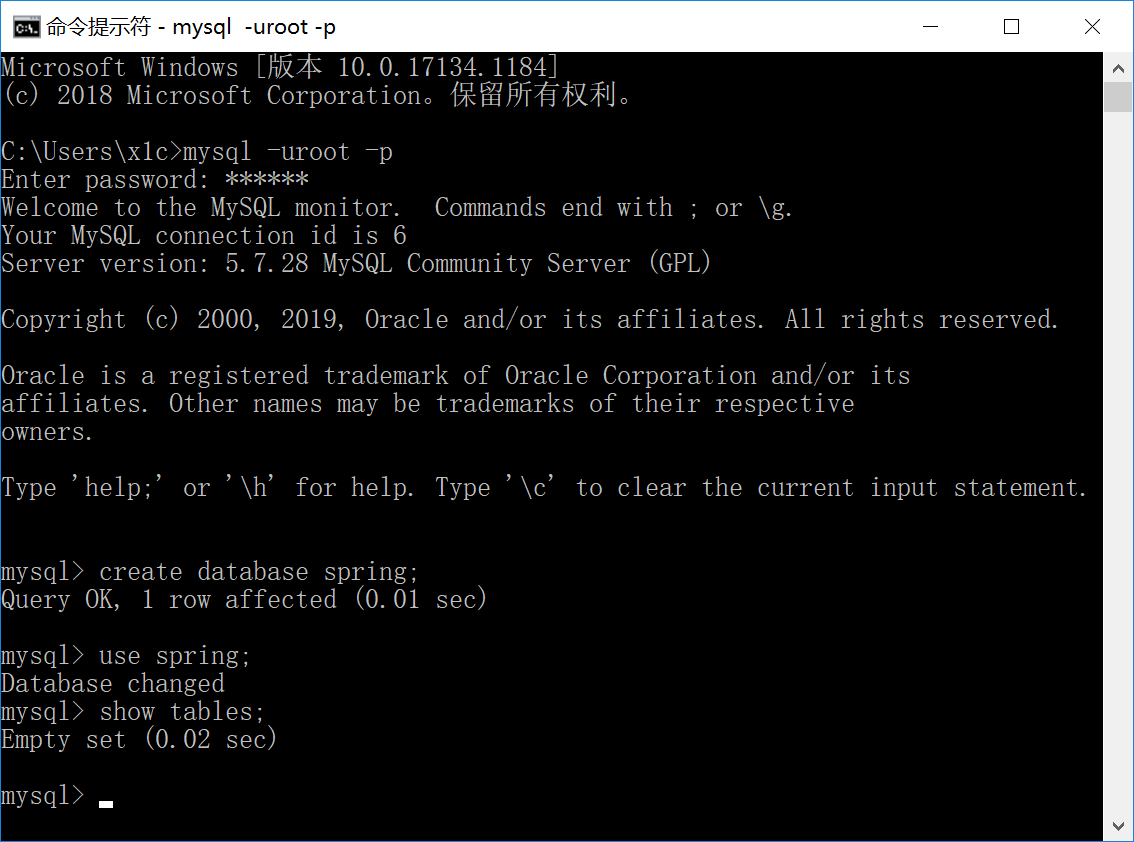 命令提示符 - mysql  -uroot -p
Microsoft Windows [版本 10.0.17134.1184]
(c) 2018 Microsoft Corporation。保留所有权利。
C:\Users\x1c>mysql -uroot -p
Enter password: ******
Welcome to the MySQL monitor.  Commands end with ; or \g.
Your MySQL connection id is 6
Server version: 5.7.28 MySQL Community Server (GPL)
Copyright (c) 2000, 2019, Oracle and/or its affiliates. All rights reserved.
Oracle is a registered trademark of Oracle Corporation and/or its
affiliates. Other names may be trademarks of their respective
owners.
Type 'help;' or '\h' for help. Type '\c' to clear the current input statement.
mysql> create database spring;
Query OK, 1 row affected (0.01 sec)
mysql> use spring;
Database changed
mysql> show tables;
Empty set (0.02 sec)
mysql>